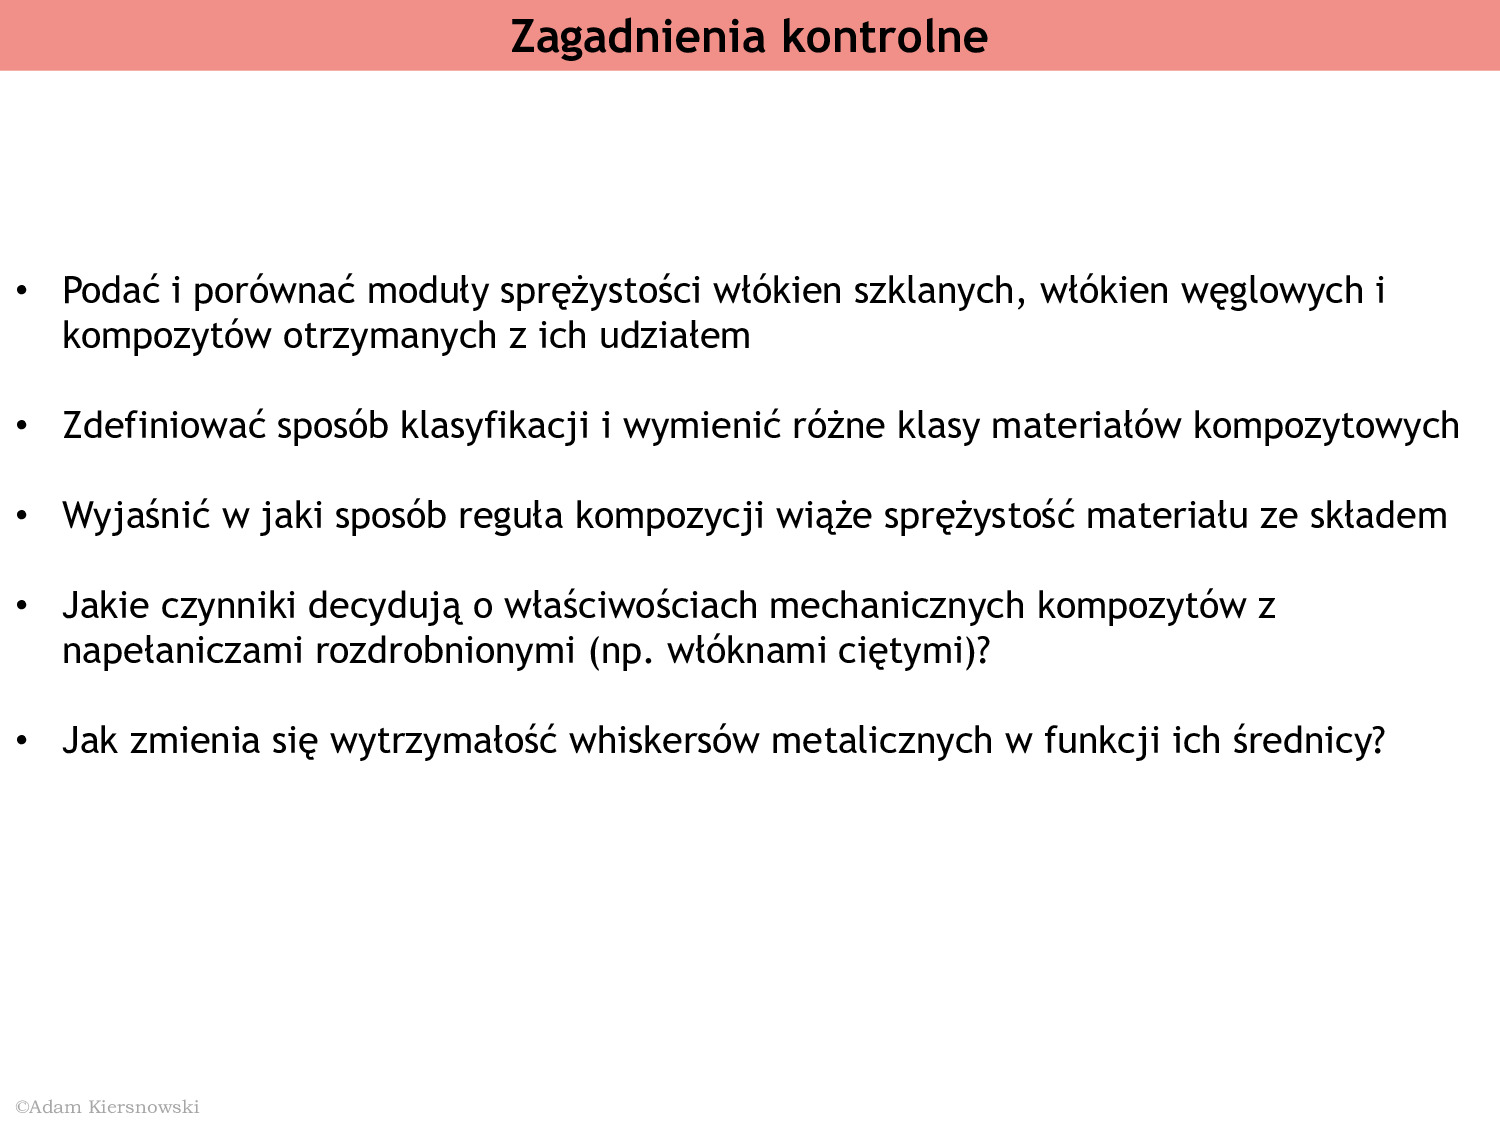 Zagadnienia kontrolne
• Podać i porównać moduły sprężystości włókien szklanych, włókien węglowych i
kompozytów otrzymanych z ich udziałem
• Zdefiniować sposób klasyfikacji i wymienić różne klasy materiałów kompozytowych
• Wyjaśnić w jaki sposób reguła kompozycji wiąże sprężystość materiału ze składem
• Jakie czynniki decydują o właściwościach mechanicznych kompozytów z
napełaniczami rozdrobnionymi (np. włóknami ciętymi)?
• Jak zmienia się wytrzymałość whiskersów metalicznych w funkcji ich średnicy?
©Adam Kiersnowski